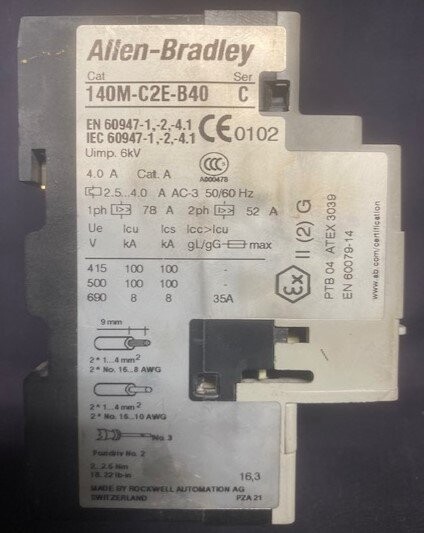 Allen-Bradley
Cat Ser.
140M-C2E-B40 C
EN 60947-1,-2,-4.1
IEC 60947-1,-2,-4.1
CE 0102
Uimp. 6kV
CCC
A000478
4.0 A Cat. A
2.5...4.0 A AC-3 50/60 Hz
1ph I> 78 A 2ph I> 52 A
Ue Icu Ics Icc>Icu
V kA kA gL/gG max
415 100 100 -
500 100 100 -
690 8 8 35A
Ex II (2) G
PTB 04 ATEX 3039
EN 60079-14
www.ab.com/certification
9 mm
2 * 1...4 mm²
2 * No. 16...8 AWG
2 * 1...4 mm²
2 * No. 16...10 AWG
No. 3
Pozidriv No. 2
2...2.5 Nm
18..22 lb-in
16,3
MADE BY ROCKWELL AUTOMATION AG
SWITZERLAND PZA 21